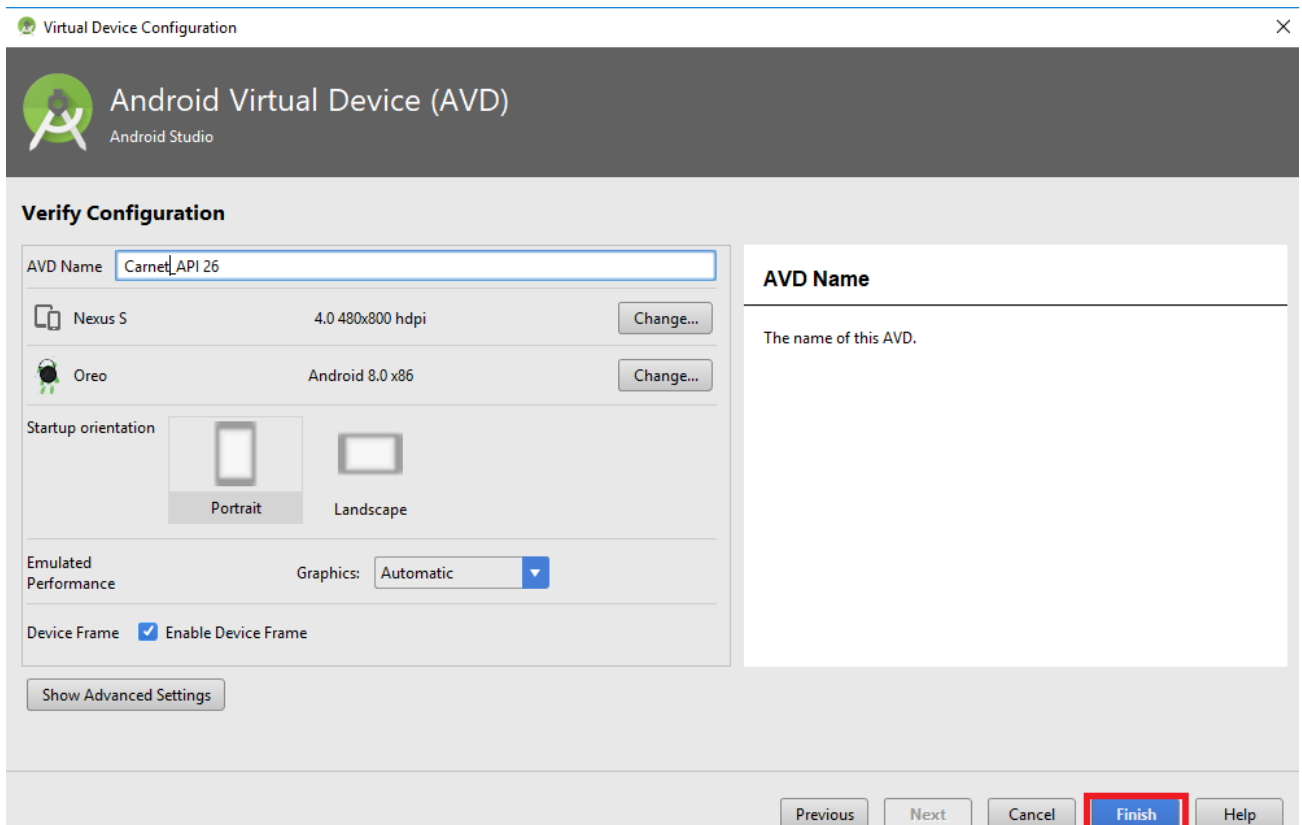 Virtual Device Configuration
Android Virtual Device (AVD)
Android Studio
Verify Configuration
AVD Name Carnet_API 26
Nexus S 4.0 480x800 hdpi Change...
Oreo Android 8.0 x86 Change...
Startup orientation
Portrait Landscape
Emulated
Performance
Graphics: Automatic
Device Frame Enable Device Frame
Show Advanced Settings
AVD Name
The name of this AVD.
Previous Next Cancel Finish Help